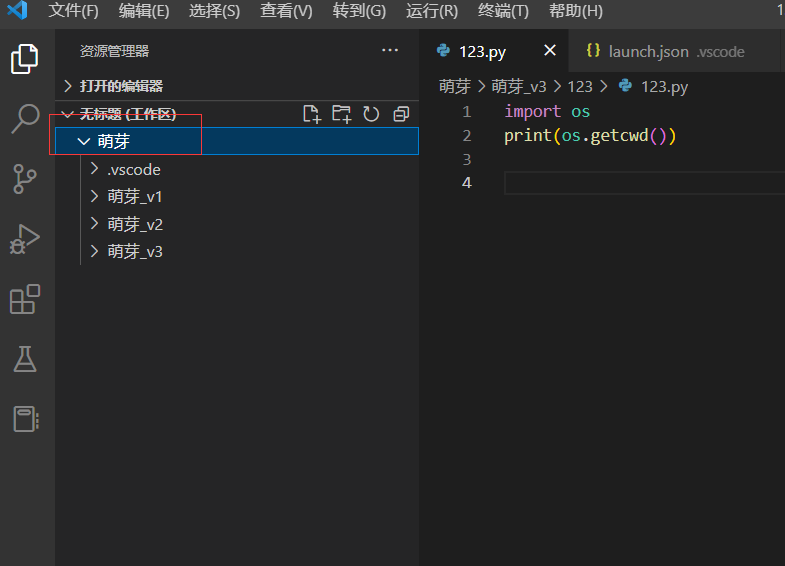 文件(F) 编辑(E) 选择(S) 查看(V) 转到(G) 运行(R) 终端(T) 帮助(H) 1
资源管理器 ···
打开的编辑器
无标题 (工作区)
萌芽
.vscode
萌芽_v1
萌芽_v2
萌芽_v3
123.py {} launch.json .vscode
萌芽 > 萌芽_v3 > 123 > 123.py
1 import os
2 print(os.getcwd())
3
4